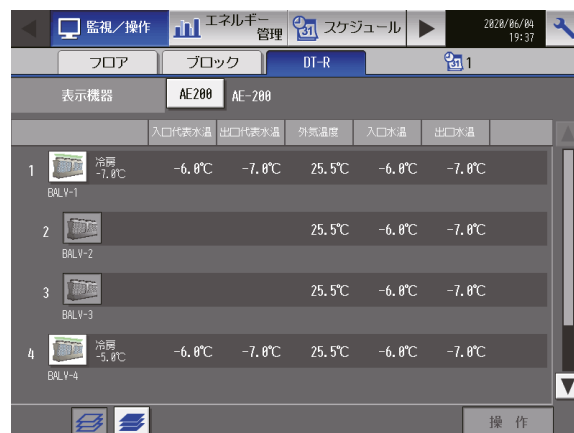 監視／操作 エネルギー管理 スケジュール 2020/06/04 19:37
フロア ブロック DT-R 31 1
表示機器 AE200 AE-200
入口代表水温 出口代表水温 外気温度 入口水温 出口水温
1 冷房 -7.0℃ -6.0℃ -7.0℃ 25.5℃ -6.0℃ -7.0℃
BALV-1
2 25.5℃ -6.0℃ -7.0℃
BALV-2
3 25.5℃ -6.0℃ -7.0℃
BALV-3
4 冷房 -5.0℃ -6.0℃ -7.0℃ 25.5℃ -6.0℃ -7.0℃
BALV-4
操 作